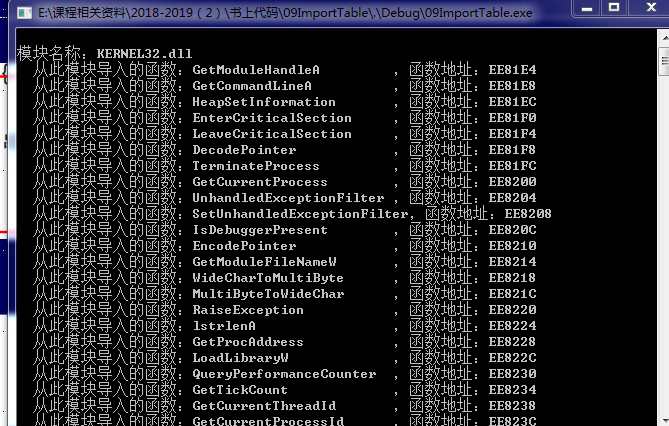 E:\课程相关资料\2018-2019（2）\书上代码\09ImportTable\.\Debug\09ImportTable.exe
模块名称：KERNEL32.dll
从此模块导入的函数：GetModuleHandleA        ，函数地址：EE81E4
从此模块导入的函数：GetCommandLineA         ，函数地址：EE81E8
从此模块导入的函数：HeapSetInformation      ，函数地址：EE81EC
从此模块导入的函数：EnterCriticalSection    ，函数地址：EE81F0
从此模块导入的函数：LeaveCriticalSection    ，函数地址：EE81F4
从此模块导入的函数：DecodePointer           ，函数地址：EE81F8
从此模块导入的函数：TerminateProcess        ，函数地址：EE81FC
从此模块导入的函数：GetCurrentProcess       ，函数地址：EE8200
从此模块导入的函数：UnhandledExceptionFilter ，函数地址：EE8204
从此模块导入的函数：SetUnhandledExceptionFilter，函数地址：EE8208
从此模块导入的函数：IsDebuggerPresent       ，函数地址：EE820C
从此模块导入的函数：EncodePointer           ，函数地址：EE8210
从此模块导入的函数：GetModuleFileNameW      ，函数地址：EE8214
从此模块导入的函数：WideCharToMultiByte     ，函数地址：EE8218
从此模块导入的函数：MultiByteToWideChar     ，函数地址：EE821C
从此模块导入的函数：RaiseException          ，函数地址：EE8220
从此模块导入的函数：lstrlenA                ，函数地址：EE8224
从此模块导入的函数：GetProcAddress          ，函数地址：EE8228
从此模块导入的函数：LoadLibraryW            ，函数地址：EE822C
从此模块导入的函数：QueryPerformanceCounter ，函数地址：EE8230
从此模块导入的函数：GetTickCount            ，函数地址：EE8234
从此模块导入的函数：GetCurrentThreadId      ，函数地址：EE8238
从此模块导入的函数：GetCurrentProcessId     ，函数地址：EE823C